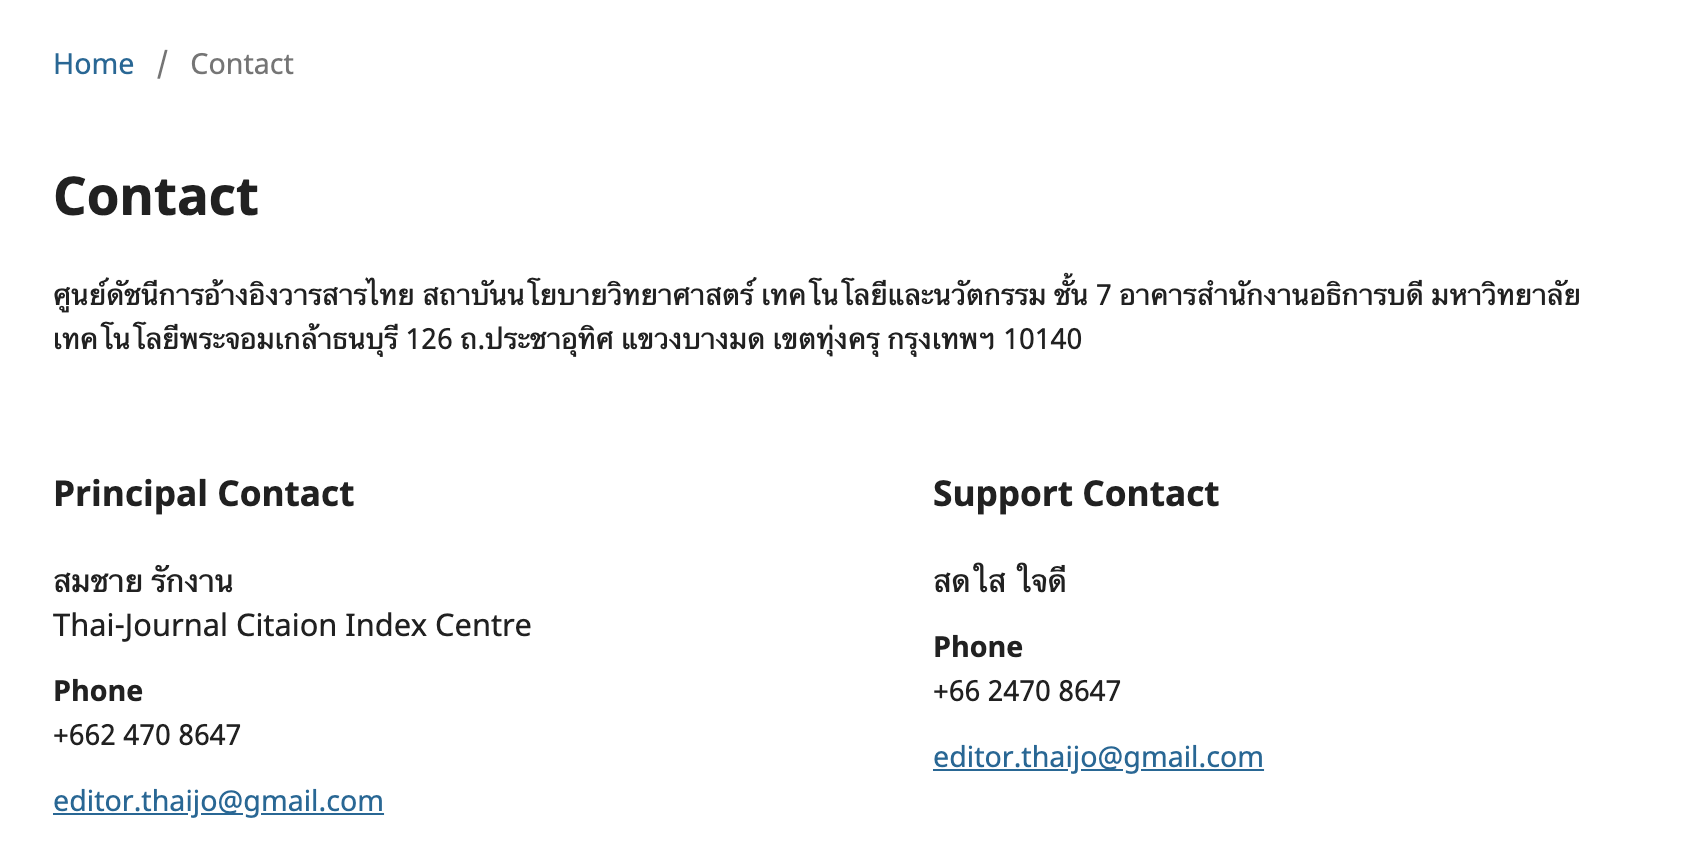 Home / Contact
Contact
ศูนย์ดัชนีการอ้างอิงวารสารไทย สถาบันนโยบายวิทยาศาสตร์ เทคโนโลยีและนวัตกรรม ชั้น 7 อาคารสำนักงานอธิการบดี มหาวิทยาลัย
เทคโนโลยีพระจอมเกล้าธนบุรี 126 ถ.ประชาอุทิศ แขวงบางมด เขตทุ่งครุ กรุงเทพฯ 10140
Principal Contact
สมชาย รักงาน
Thai-Journal Citaion Index Centre
Phone
+662 470 8647
editor.thaijo@gmail.com
Support Contact
สดใส ใจดี
Phone
+66 2470 8647
editor.thaijo@gmail.com